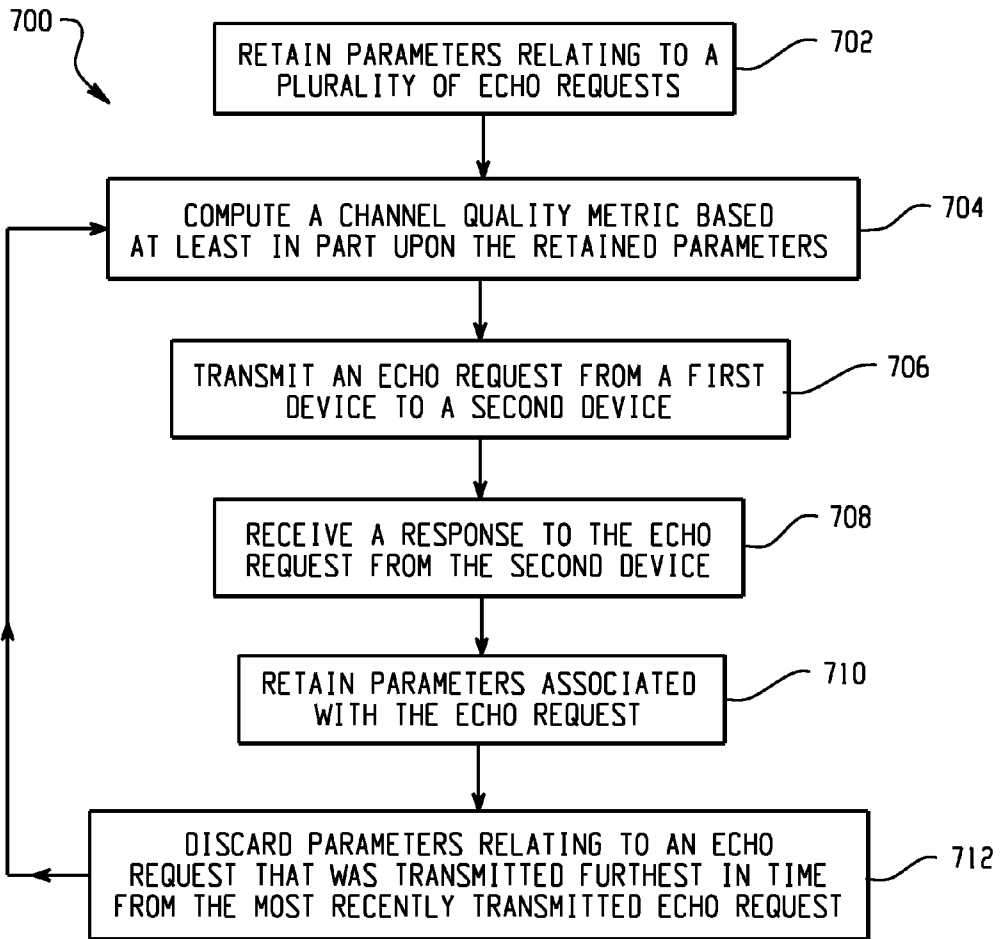 700
RETAIN PARAMETERS RELATING TO A
PLURALITY OF ECHO REQUESTS
702
COMPUTE A CHANNEL QUALITY METRIC BASED
AT LEAST IN PART UPON THE RETAINED PARAMETERS
704
TRANSMIT AN ECHO REQUEST FROM A FIRST
DEVICE TO A SECOND DEVICE
706
RECEIVE A RESPONSE TO THE ECHO
REQUEST FROM THE SECOND DEVICE
708
RETAIN PARAMETERS ASSOCIATED
WITH THE ECHO REQUEST
710
DISCARD PARAMETERS RELATING TO AN ECHO
REQUEST THAT WAS TRANSMITTED FURTHEST IN TIME
FROM THE MOST RECENTLY TRANSMITTED ECHO REQUEST
712